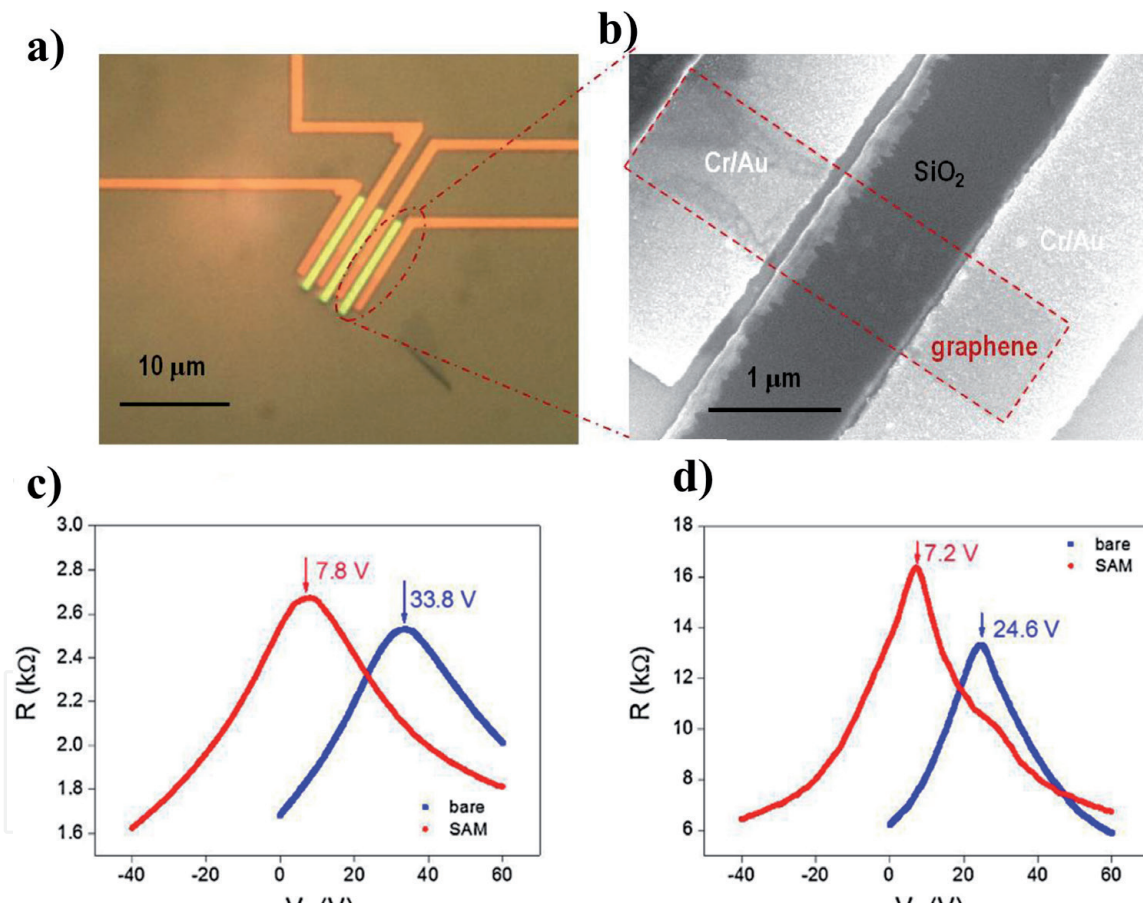 a)
10 μm
b)
Cr/Au
SiO₂
Cr/Au
graphene
1 μm
c)
R (kΩ)
3.0
2.8
2.6
2.4
2.2
2.0
1.8
1.6
7.8 V
33.8 V
bare
SAM
-40
-20
0
20
40
60
d)
R (kΩ)
18
16
14
12
10
8
6
7.2 V
24.6 V
bare
SAM
-40
-20
0
20
40
60